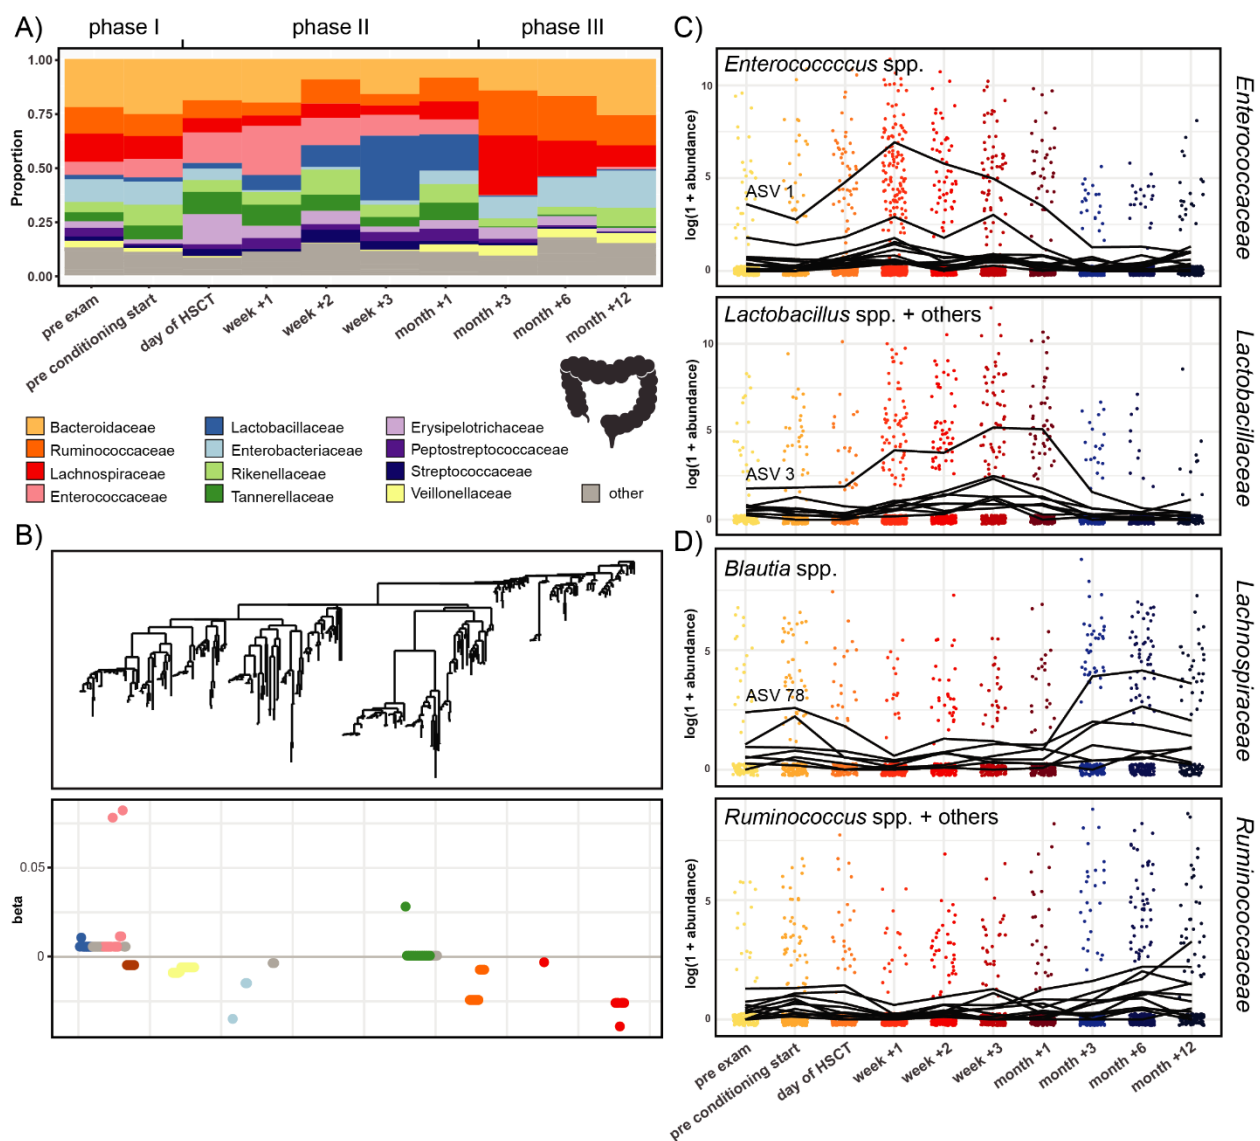 A)
phase I
phase II
phase III
1.00
0.75
0.50
0.25
0.00
Proportion
pre exam
pre conditioning start
day of HSCT
week +1
week +2
week +3
month +1
month +3
month +6
month +12
Bacteroidaceae
Ruminococcaceae
Lachnospiraceae
Enterococcaceae
Lactobacillaceae
Enterobacteriaceae
Rikenellaceae
Tannerellaceae
Erysipelotrichaceae
Peptostreptococcaceae
Streptococcaceae
Veillonellaceae
other
B)
0.05
0
beta
C)
Enterococccus spp.
10
5
0
log(1 + abundance)
ASV 1
Enterococcaceae
Lactobacillus spp. + others
10
5
0
log(1 + abundance)
ASV 3
Lactobacillaceae
D)
Blautia spp.
5
0
log(1 + abundance)
ASV 78
Lachnospiraceae
Ruminococcus spp. + others
5
0
log(1 + abundance)
Ruminococcaceae
pre exam
pre conditioning start
day of HSCT
week +1
week +2
week +3
month +1
month +3
month +6
month +12